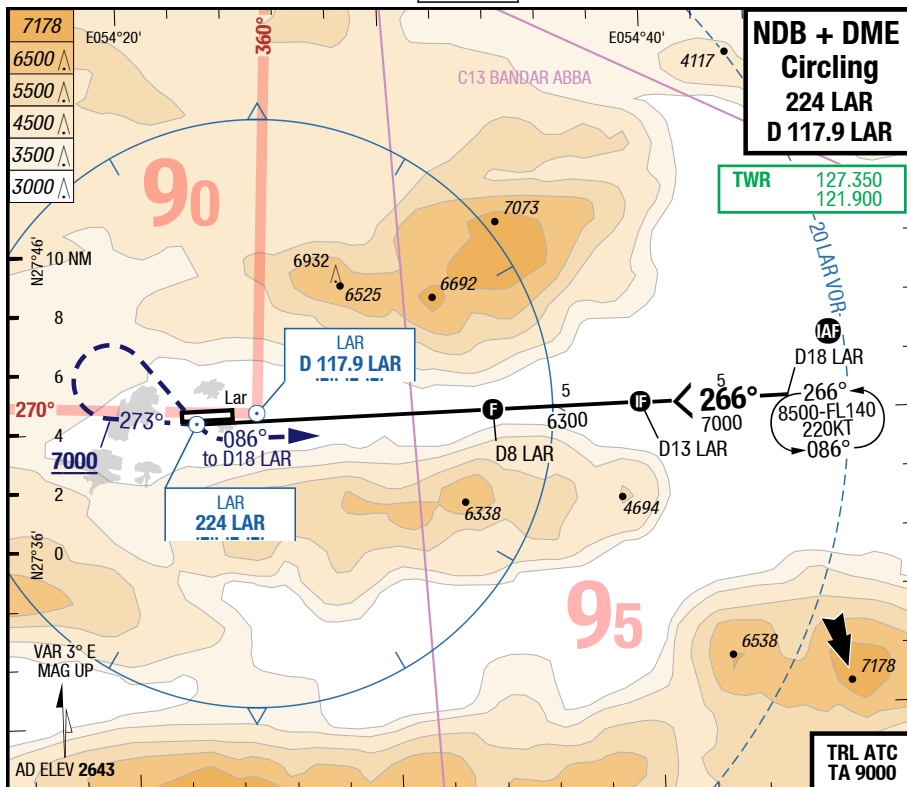 7178
6500
5500
4500
3500
3000
E054°20'
360°
E054°40'
4117
C13 BANDAR ABBA
NDB + DME
Circling
224 LAR
D 117.9 LAR
TWR 127.350
121.900
90
7073
N27°46'
10 NM
6932
6525
6692
20 LAR VOR
8
LAR
D 117.9 LAR
IAF
D18 LAR
6
Lar
5
6300
IF
5
266°
7000
266°
8500-FL140
220KT
086°
270°
273°
F
4
086°
to D18 LAR
D8 LAR
D13 LAR
7000
2
LAR
224 LAR
6338
4694
N27°36'
0
95
6538
7178
VAR 3° E
MAG UP
AD ELEV 2643
TRL ATC
TA 9000